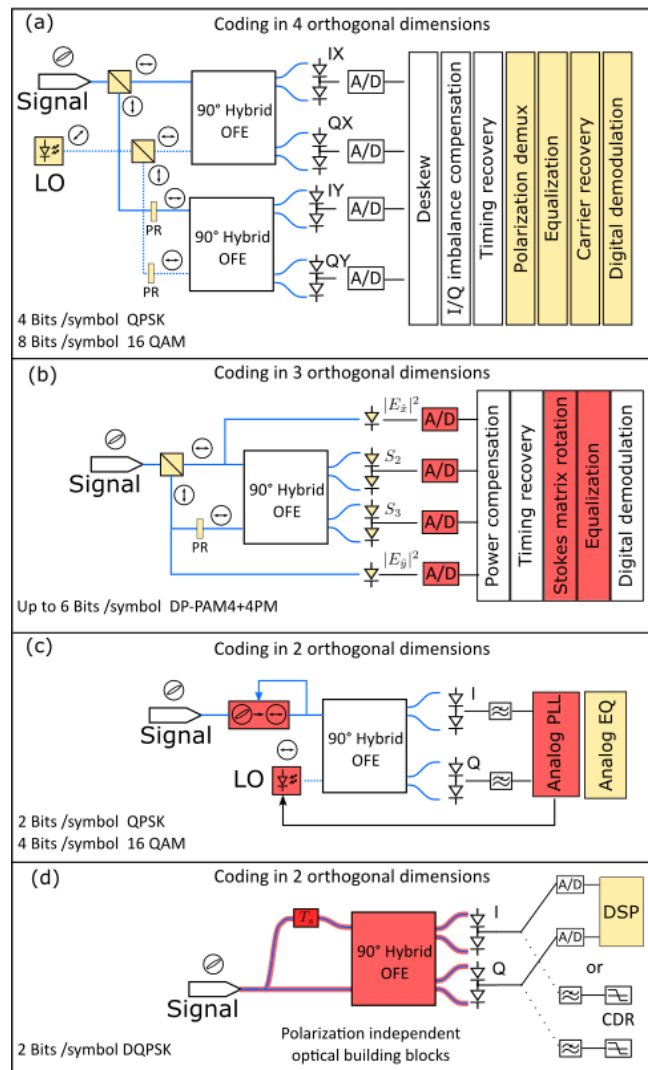 (a)
Coding in 4 orthogonal dimensions
Signal
LO
PR
PR
90° Hybrid
OFE
90° Hybrid
OFE
IX
QX
IY
QY
A/D
A/D
A/D
A/D
Deskew
I/Q imbalance compensation
Timing recovery
Polarization demux
Equalization
Carrier recovery
Digital demodulation
4 Bits /symbol QPSK
8 Bits /symbol 16 QAM
(b)
Coding in 3 orthogonal dimensions
Signal
PR
90° Hybrid
OFE
|E_x̂|²
S₂
S₃
|E_ŷ|²
A/D
A/D
A/D
A/D
Power compensation
Timing recovery
Stokes matrix rotation
Equalization
Digital demodulation
Up to 6 Bits /symbol DP-PAM4+4PM
(c)
Coding in 2 orthogonal dimensions
Signal
LO
90° Hybrid
OFE
I
Q
Analog PLL
Analog EQ
2 Bits /symbol QPSK
4 Bits /symbol 16 QAM
(d)
Coding in 2 orthogonal dimensions
Signal
Tₛ
90° Hybrid
OFE
I
Q
A/D
A/D
DSP
or
CDR
Polarization independent
optical building blocks
2 Bits /symbol DQPSK